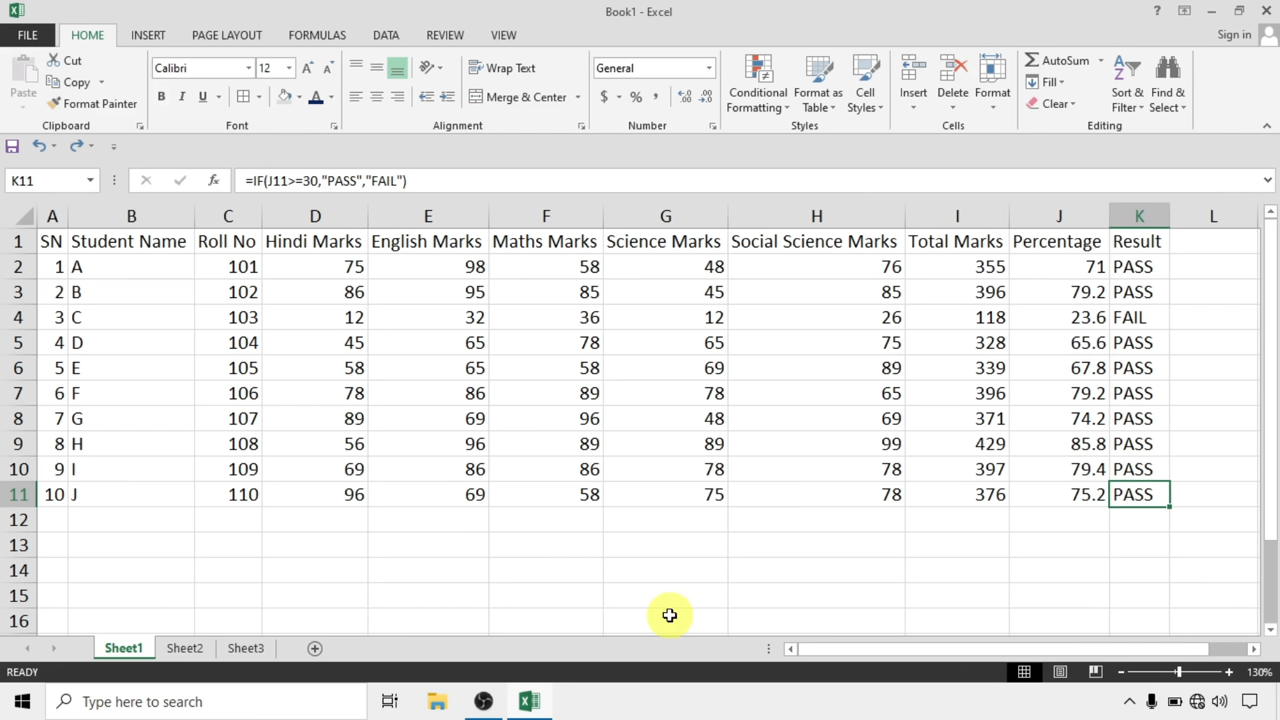 Book1 - Excel
?
FILE HOME INSERT PAGE LAYOUT FORMULAS DATA REVIEW VIEW Sign in
Paste
Cut
Copy
Format Painter
Clipboard
Calibri 12
B I U A
Font
Wrap Text
Merge & Center
Alignment
General
$ % ,
Number
Conditional Formatting
Format as Table
Cell Styles
Styles
Insert
Delete
Format
Cells
AutoSum
Fill
Clear
Sort & Filter
Find & Select
Editing
K11 fx =IF(J11>=30,"PASS","FAIL")
A B C D E F G H I J K L
1 SN Student Name Roll No Hindi Marks English Marks Maths Marks Science Marks Social Science Marks Total Marks Percentage Result
2 1 A 101 75 98 58 48 76 355 71 PASS
3 2 B 102 86 95 85 45 85 396 79.2 PASS
4 3 C 103 12 32 36 12 26 118 23.6 FAIL
5 4 D 104 45 65 78 65 75 328 65.6 PASS
6 5 E 105 58 65 58 69 89 339 67.8 PASS
7 6 F 106 78 86 89 78 65 396 79.2 PASS
8 7 G 107 89 69 96 48 69 371 74.2 PASS
9 8 H 108 56 96 89 89 99 429 85.8 PASS
10 9 I 109 69 86 86 78 78 397 79.4 PASS
11 10 J 110 96 69 58 75 78 376 75.2 PASS
12
13
14
15
16
Sheet1 Sheet2 Sheet3
READY 130%
Type here to search